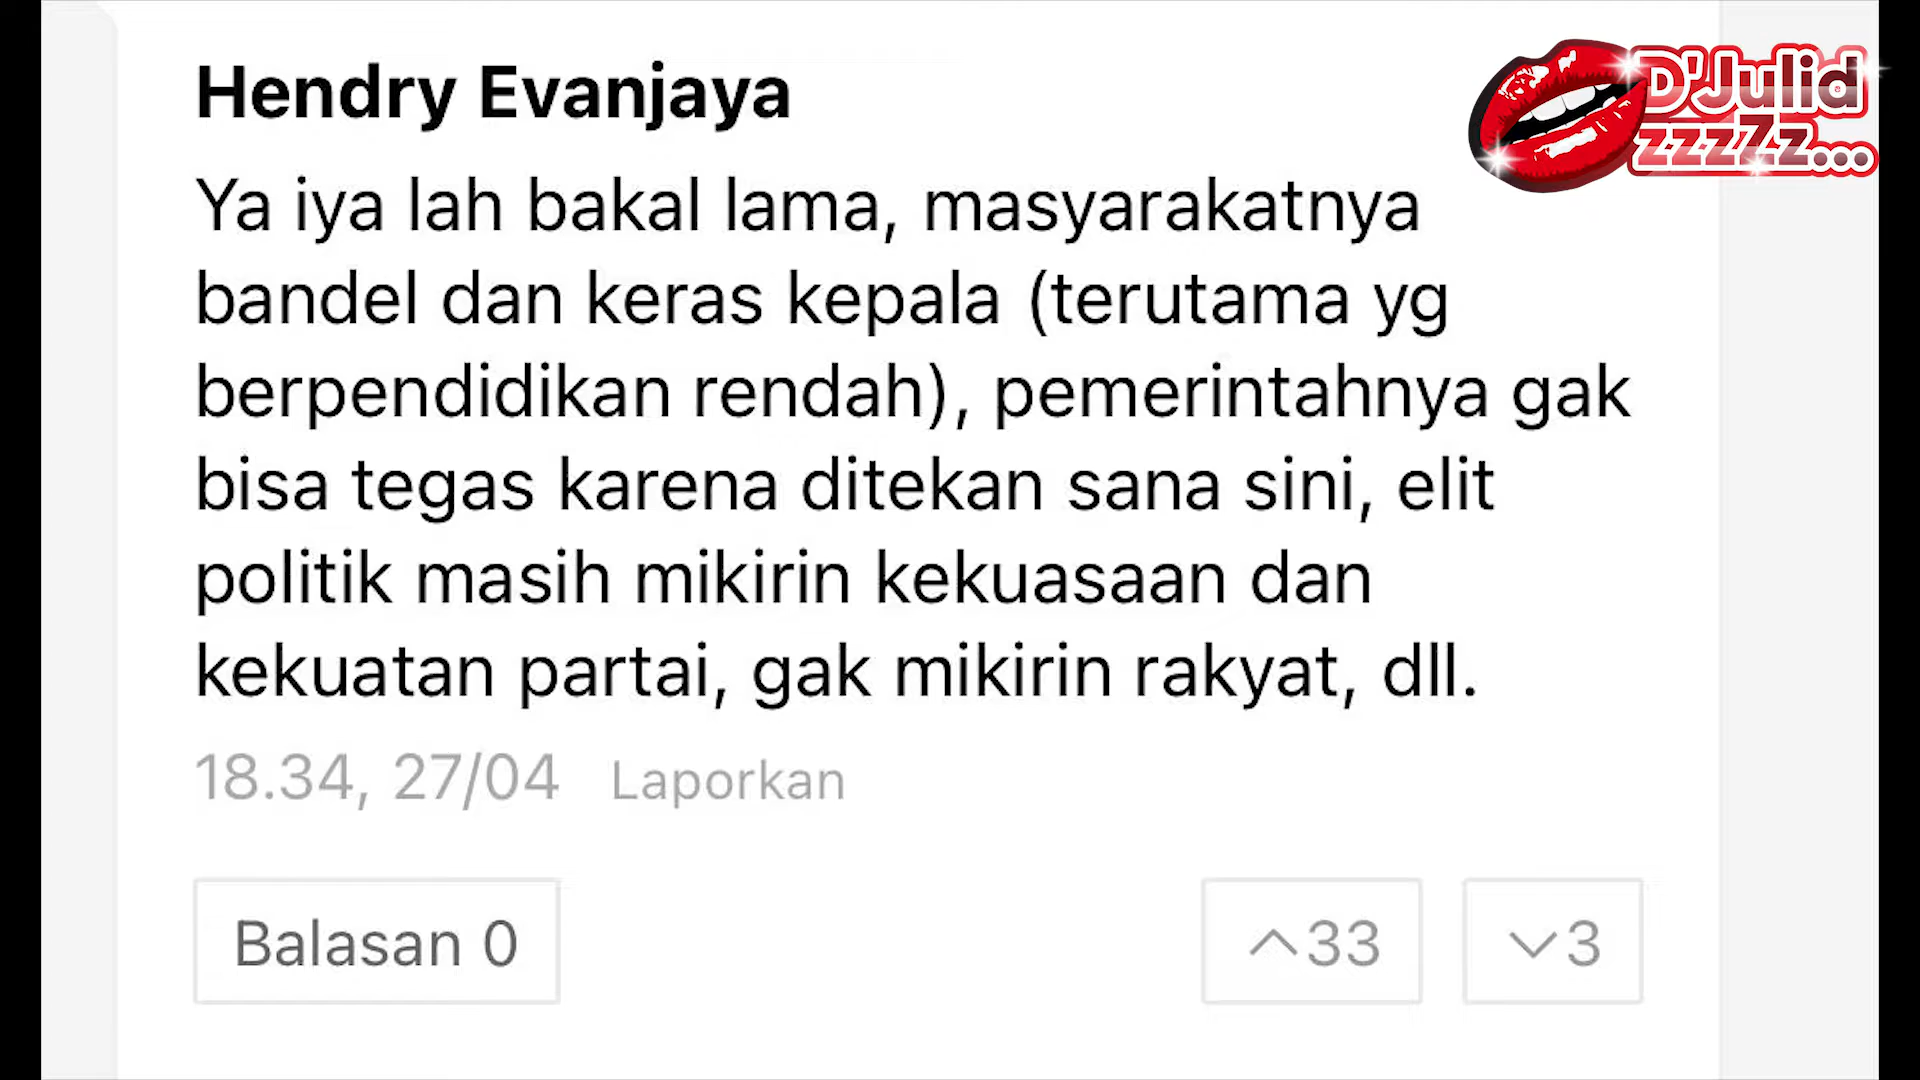 Hendry Evanjaya
D'Julid
zzzZz...
Ya iya lah bakal lama, masyarakatnya
bandel dan keras kepala (terutama yg
berpendidikan rendah), pemerintahnya gak
bisa tegas karena ditekan sana sini, elit
politik masih mikirin kekuasaan dan
kekuatan partai, gak mikirin rakyat, dll.
18.34, 27/04 Laporkan
Balasan 0 33 3